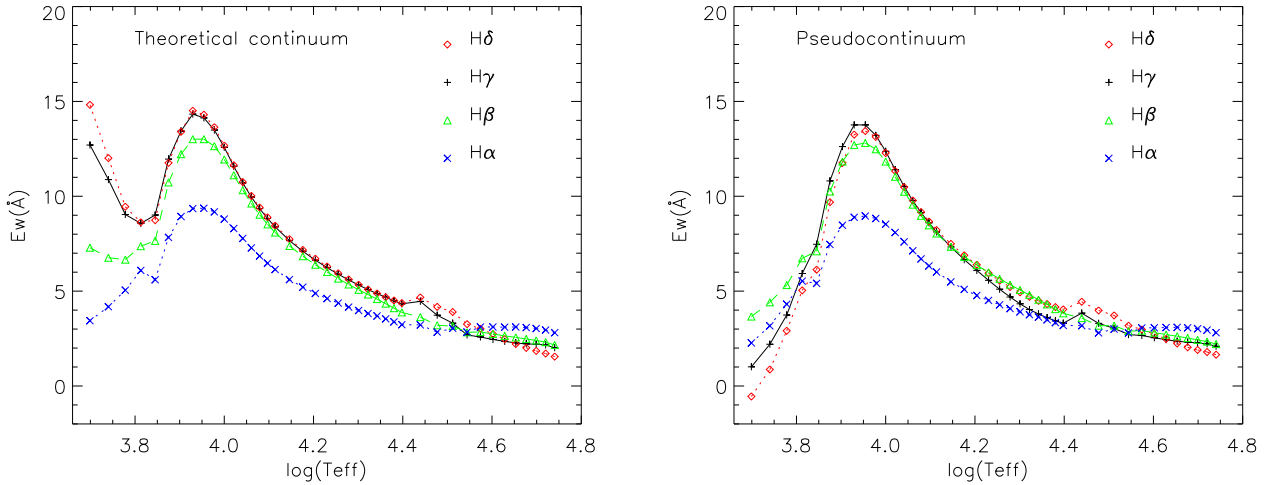 Theoretical continuum
Hδ
Hγ
Hβ
Hα
20
15
10
5
0
Ew(Å)
3.8 4.0 4.2 4.4 4.6 4.8
log(Teff)
Pseudocontinuum
Hδ
Hγ
Hβ
Hα
20
15
10
5
0
Ew(Å)
3.8 4.0 4.2 4.4 4.6 4.8
log(Teff)